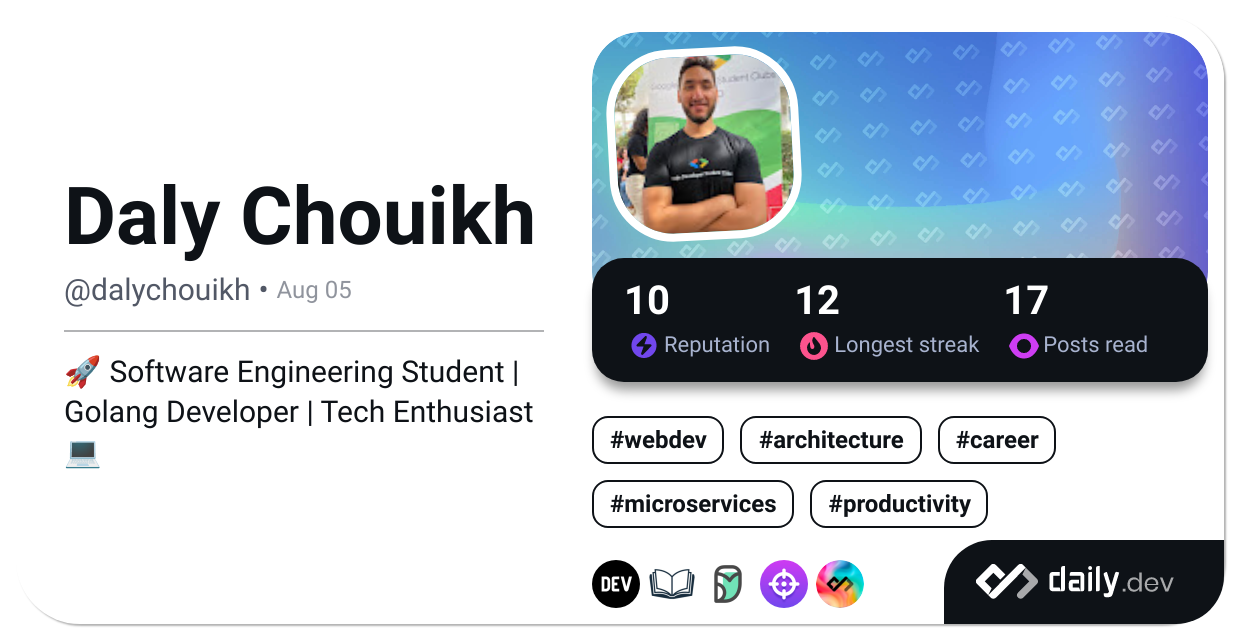 Daly Chouikh
@dalychouikh • Aug 05
🚀 Software Engineering Student |
Golang Developer | Tech Enthusiast
💻
10 12 17
Reputation Longest streak Posts read
#webdev #architecture #career
#microservices #productivity
DEV
daily.dev